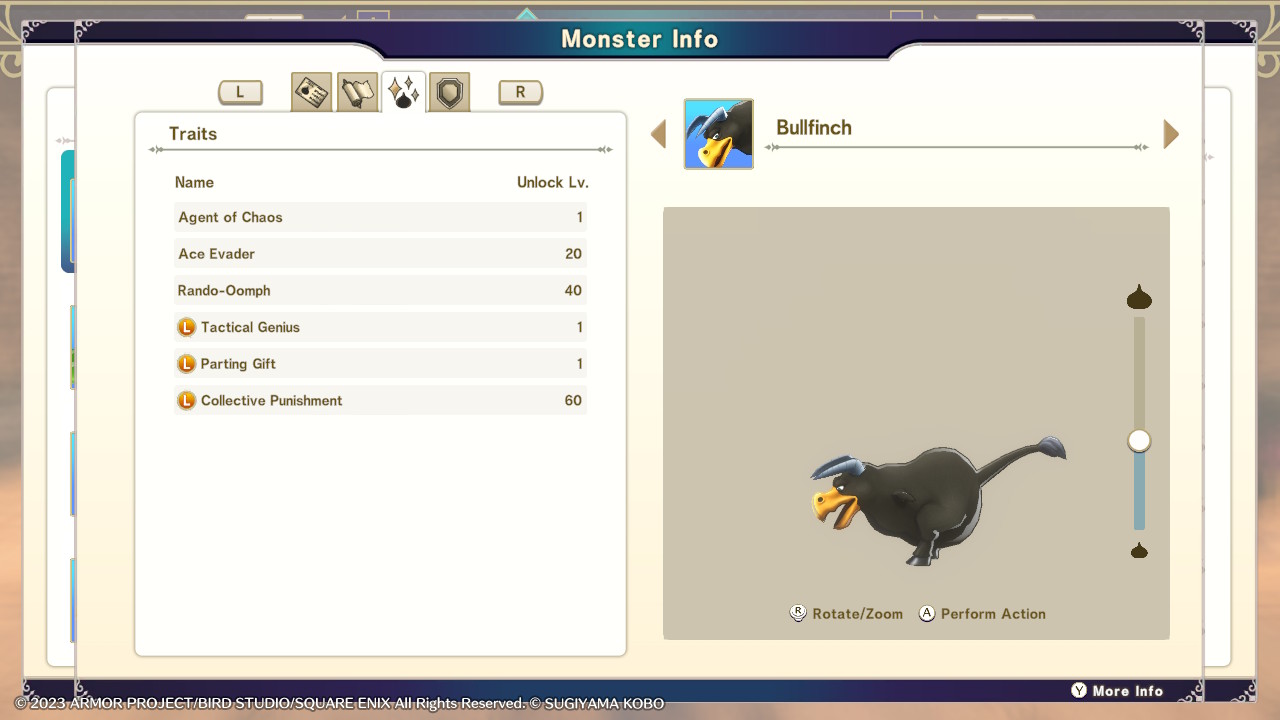 Monster Info
L
R
Traits
Name Unlock Lv.
Agent of Chaos 1
Ace Evader 20
Rando-Oomph 40
L Tactical Genius 1
L Parting Gift 1
L Collective Punishment 60
Bullfinch
R Rotate/Zoom A Perform Action
Y More Info
© 2023 ARMOR PROJECT/BIRD STUDIO/SQUARE ENIX All Rights Reserved. © SUGIYAMA KOBO